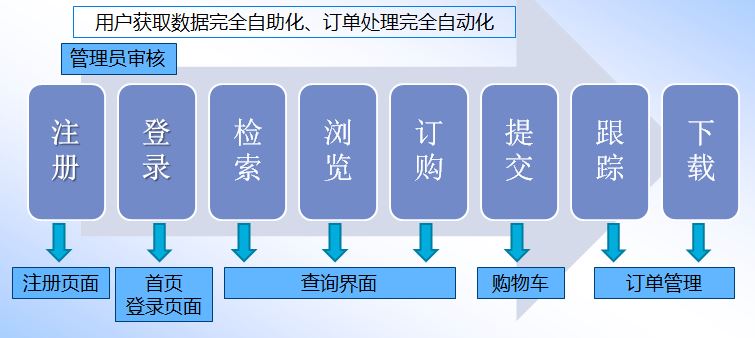 用户获取数据完全自助化、订单处理完全自动化
管理员审核
注册
登录
检索
浏览
订购
提交
跟踪
下载
注册页面
首页
登录页面
查询界面
购物车
订单管理